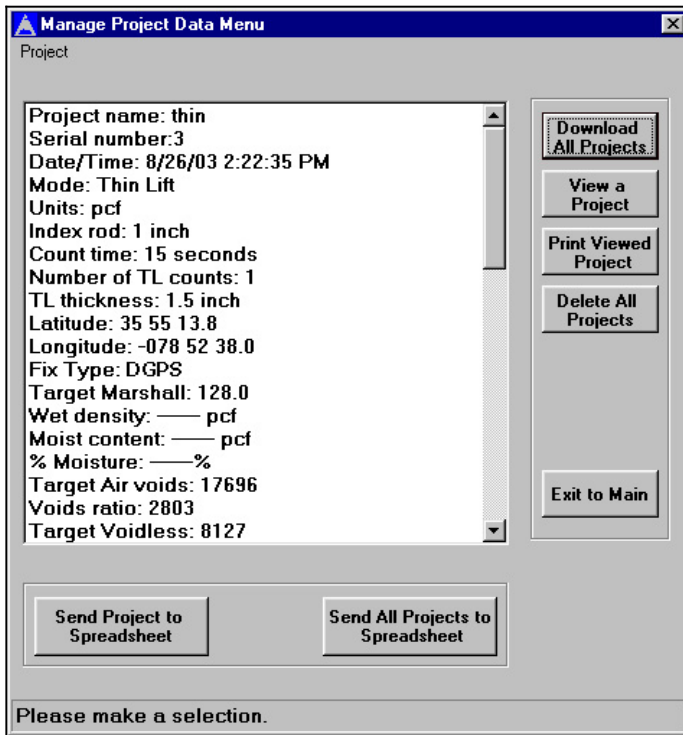 Manage Project Data Menu
Project
Project name: thin
Serial number:3
Date/Time: 8/26/03 2:22:35 PM
Mode: Thin Lift
Units: pcf
Index rod: 1 inch
Count time: 15 seconds
Number of TL counts: 1
TL thickness: 1.5 inch
Latitude: 35 55 13.8
Longitude: -078 52 38.0
Fix Type: DGPS
Target Marshall: 128.0
Wet density: —— pcf
Moist content: —— pcf
% Moisture: ——%
Target Air voids: 17696
Voids ratio: 2803
Target Voidless: 8127
Download
All Projects
View a
Project
Print Viewed
Project
Delete All
Projects
Exit to Main
Send Project to
Spreadsheet
Send All Projects to
Spreadsheet
Please make a selection.